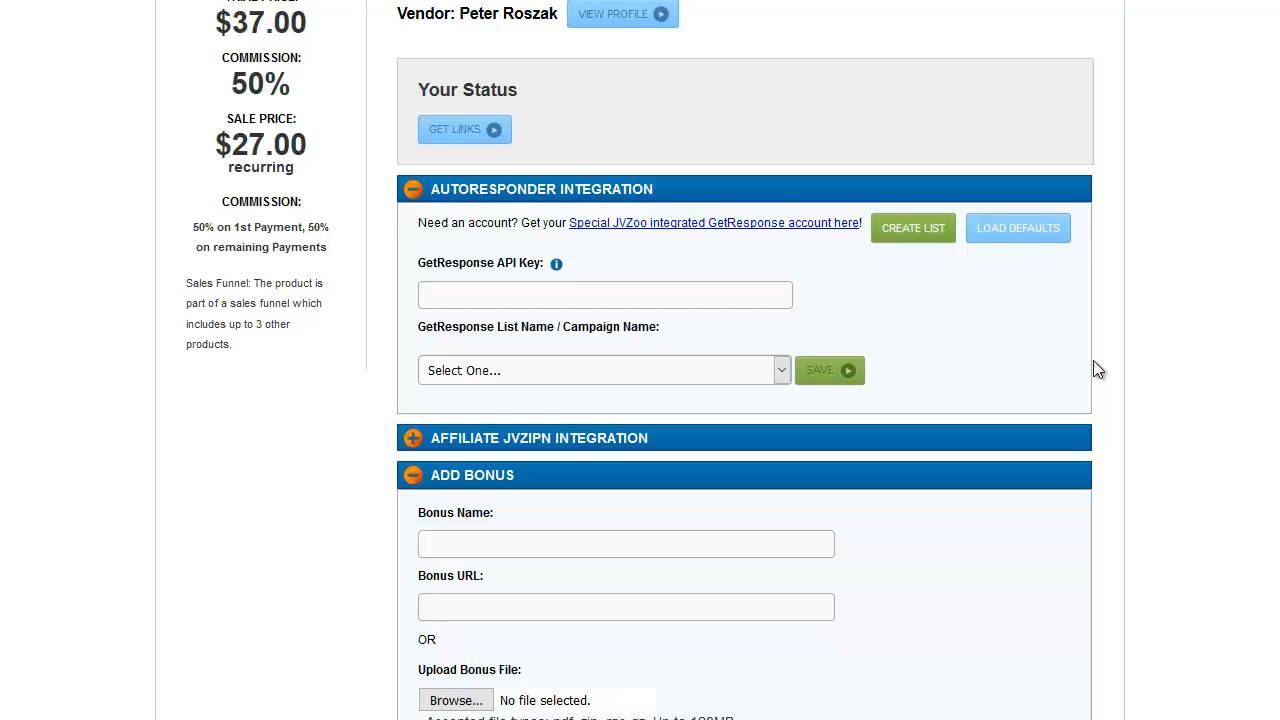 $37.00
COMMISSION:
50%
SALE PRICE:
$27.00
recurring
COMMISSION:
50% on 1st Payment, 50%
on remaining Payments
Sales Funnel: The product is
part of a sales funnel which
includes up to 3 other
products.
Vendor: Peter Roszak
VIEW PROFILE
Your Status
GET LINKS
AUTORESPONDER INTEGRATION
Need an account? Get your Special JVZoo integrated GetResponse account here!
CREATE LIST
LOAD DEFAULTS
GetResponse API Key:
GetResponse List Name / Campaign Name:
Select One...
SAVE
AFFILIATE JVZIPN INTEGRATION
ADD BONUS
Bonus Name:
Bonus URL:
OR
Upload Bonus File:
Browse... No file selected.